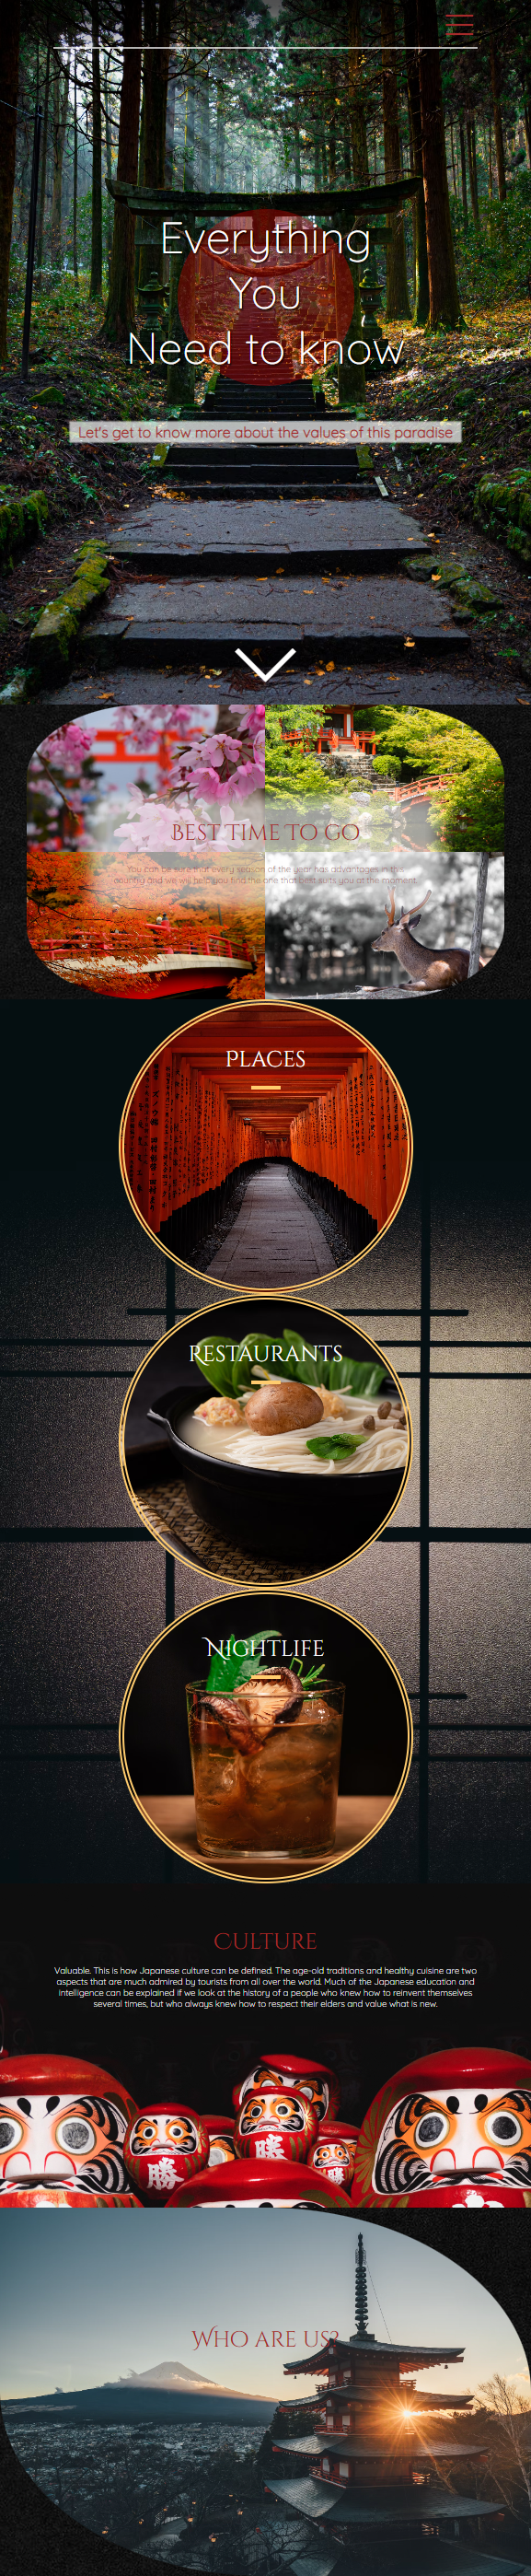 Everything
You
Need to know
Let's get to know more about the values of this paradise
Best Time To go
You can be sure that every season of the year has advantages in this
country and we will help you find the one that best suits you at the moment.
Places
Restaurants
Nightlife
Culture
Valuable. This is how Japanese culture can be defined. The age-old traditions and healthy cuisine are two
aspects that are much admired by tourists from all over the world. Much of the Japanese education and
intelligence can be explained if we look at the history of a people who knew how to reinvent themselves
several times, but who always knew how to respect their elders and value what is new.
勝
勝
Who are us?